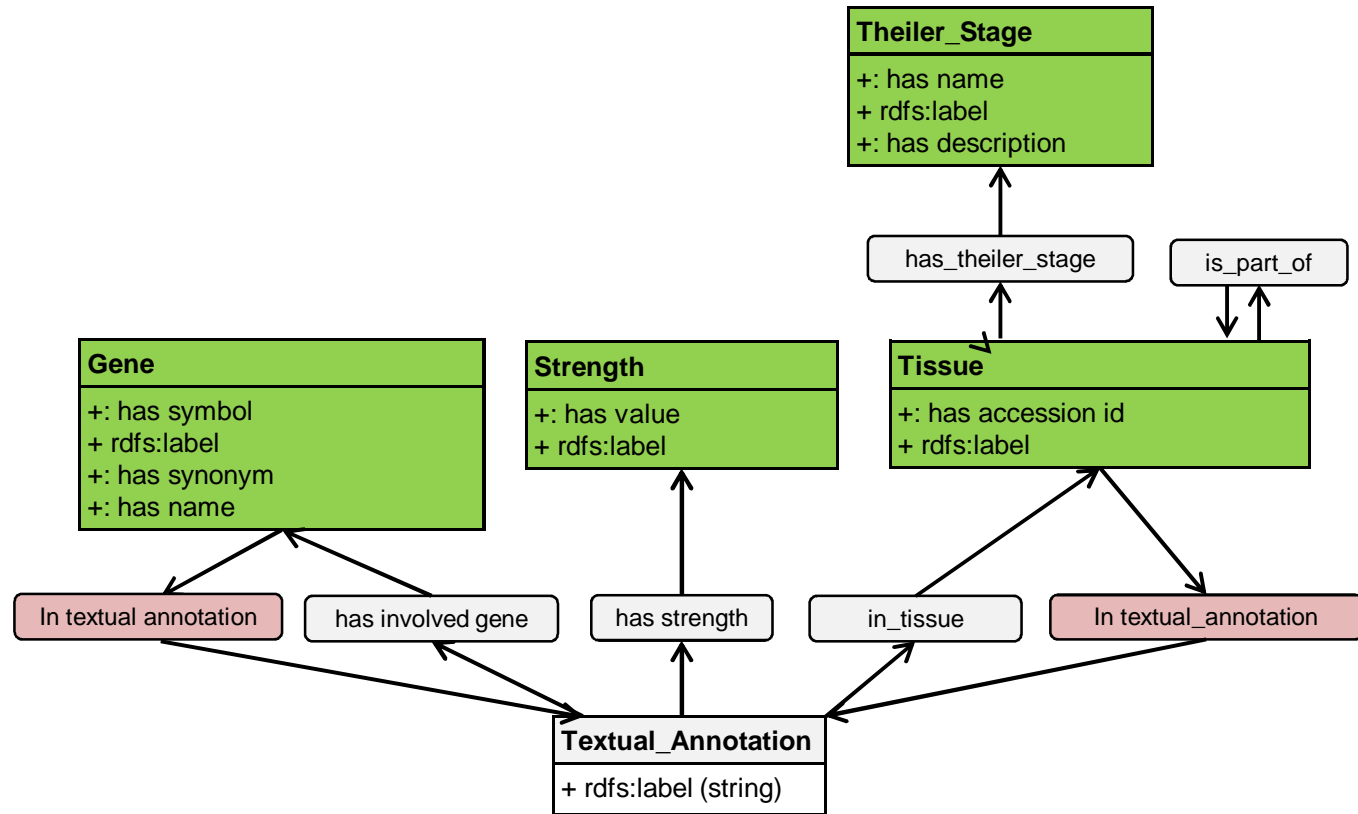 Theiler_Stage
+: has name
+ rdfs:label
+: has description
has_theiler_stage
is_part_of
Gene
+: has symbol
+ rdfs:label
+: has synonym
+: has name
Strength
+: has value
+ rdfs:label
Tissue
+: has accession id
+ rdfs:label
In textual annotation
has involved gene
has strength
in_tissue
In textual_annotation
Textual_Annotation
+ rdfs:label (string)